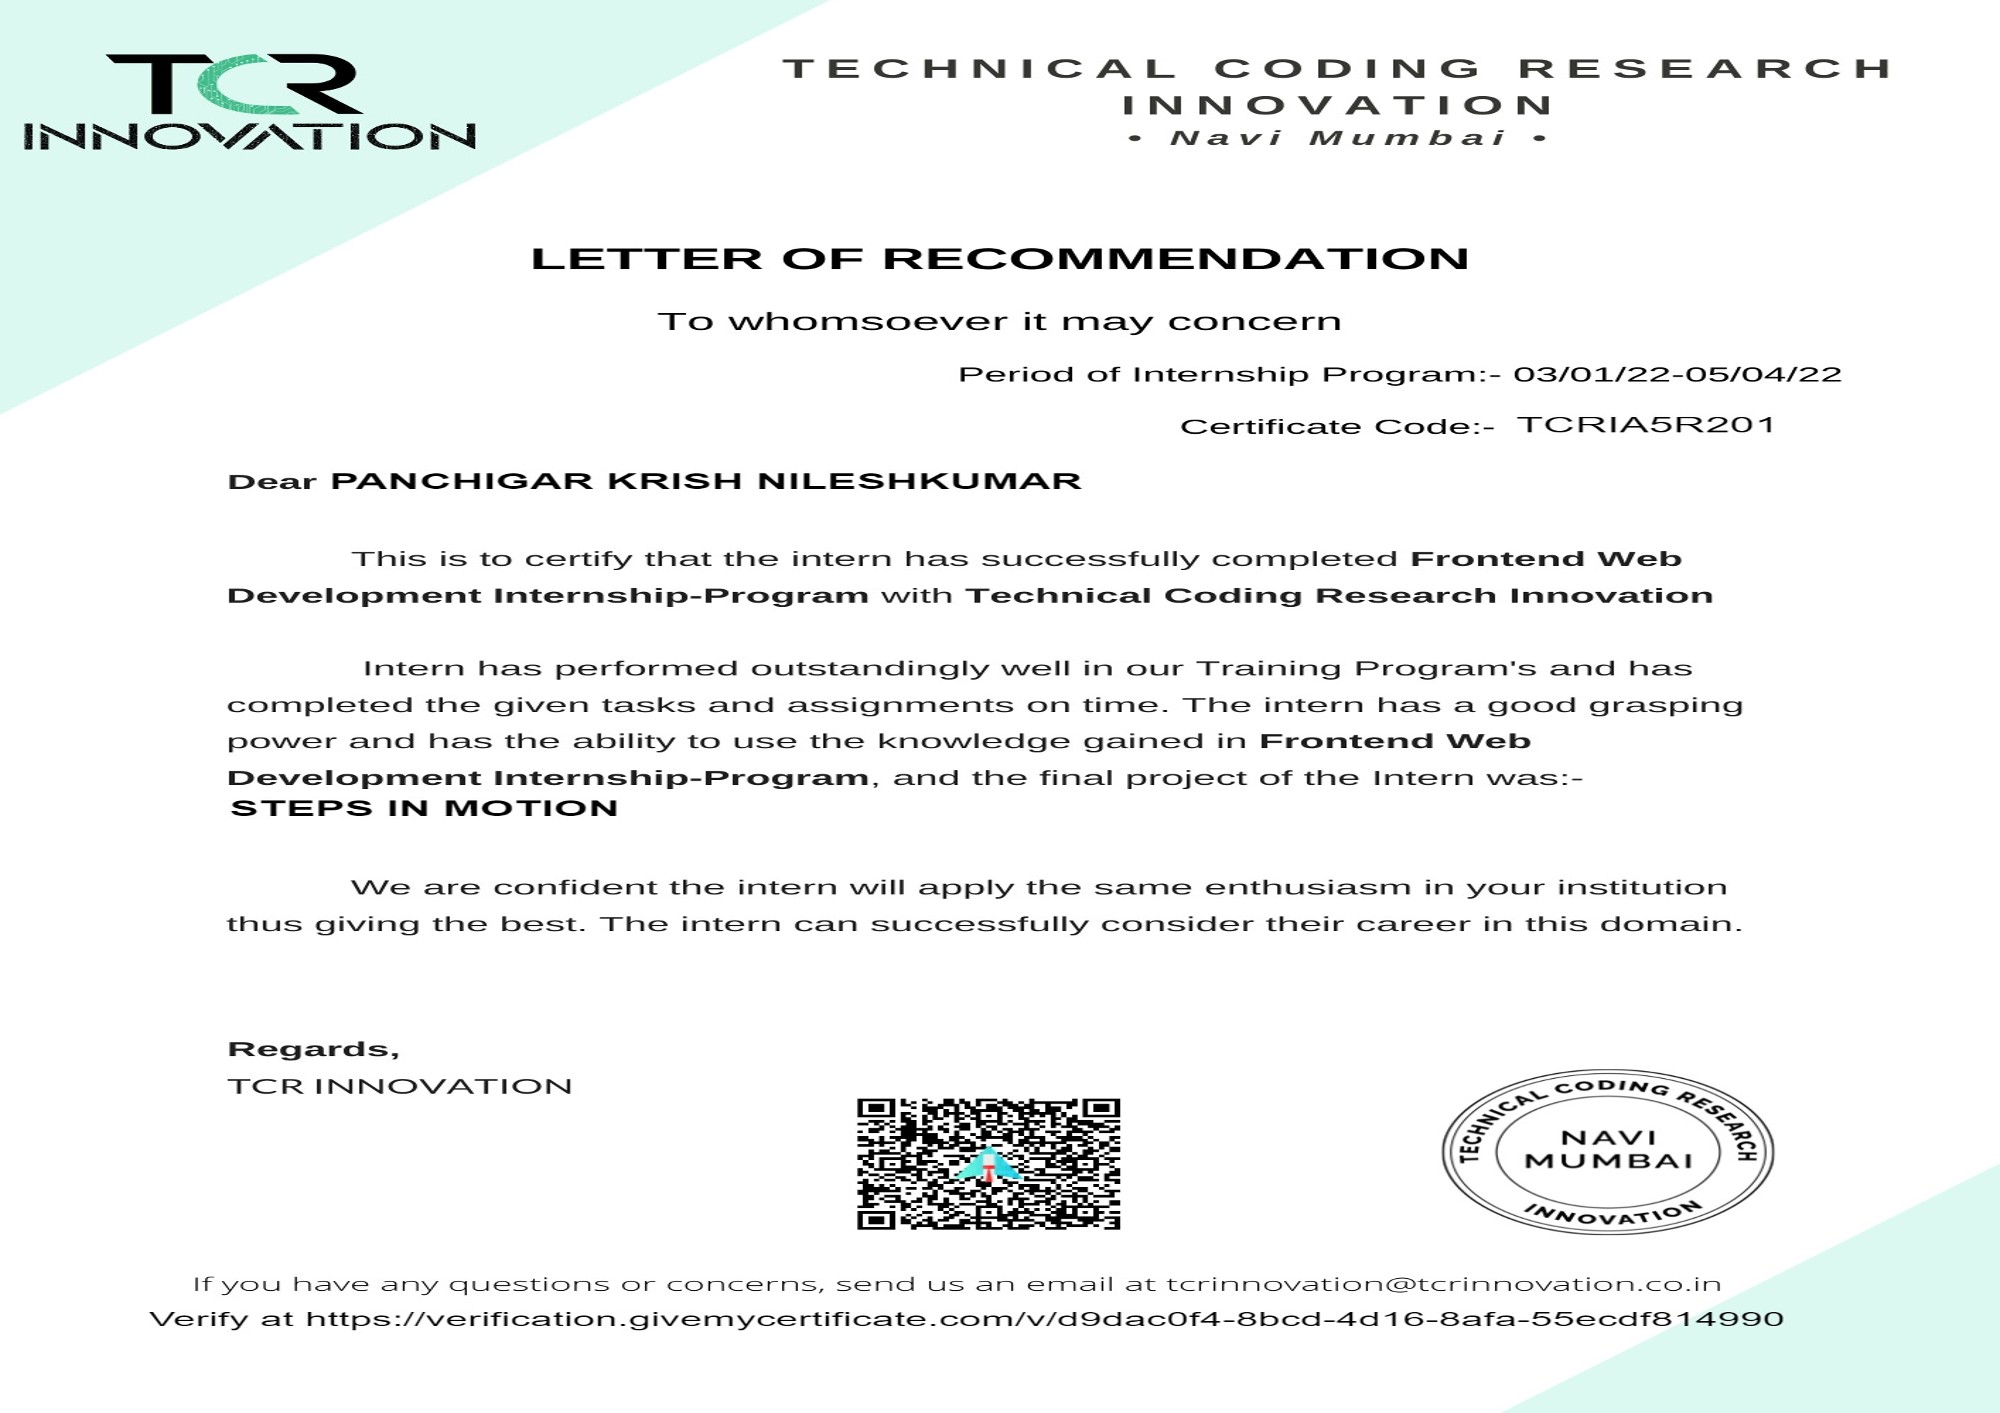 TCR
INNOVATION
TECHNICAL CODING RESEARCH
INNOVATION
• Navi Mumbai •
LETTER OF RECOMMENDATION
To whomsoever it may concern
Period of Internship Program:- 03/01/22-05/04/22
Certificate Code:- TCRIA5R201
Dear PANCHIGAR KRISH NILESHKUMAR
This is to certify that the intern has successfully completed Frontend Web
Development Internship-Program with Technical Coding Research Innovation
Intern has performed outstandingly well in our Training Program's and has
completed the given tasks and assignments on time. The intern has a good grasping
power and has the ability to use the knowledge gained in Frontend Web
Development Internship-Program, and the final project of the Intern was:-
STEPS IN MOTION
We are confident the intern will apply the same enthusiasm in your institution
thus giving the best. The intern can successfully consider their career in this domain.
Regards,
TCR INNOVATION
TECHNICAL CODING RESEARCH
NAVI
MUMBAI
INNOVATION
If you have any questions or concerns, send us an email at tcrinnovation@tcrinnovation.co.in
Verify at https://verification.givemycertificate.com/v/d9dac0f4-8bcd-4d16-8afa-55ecdf814990